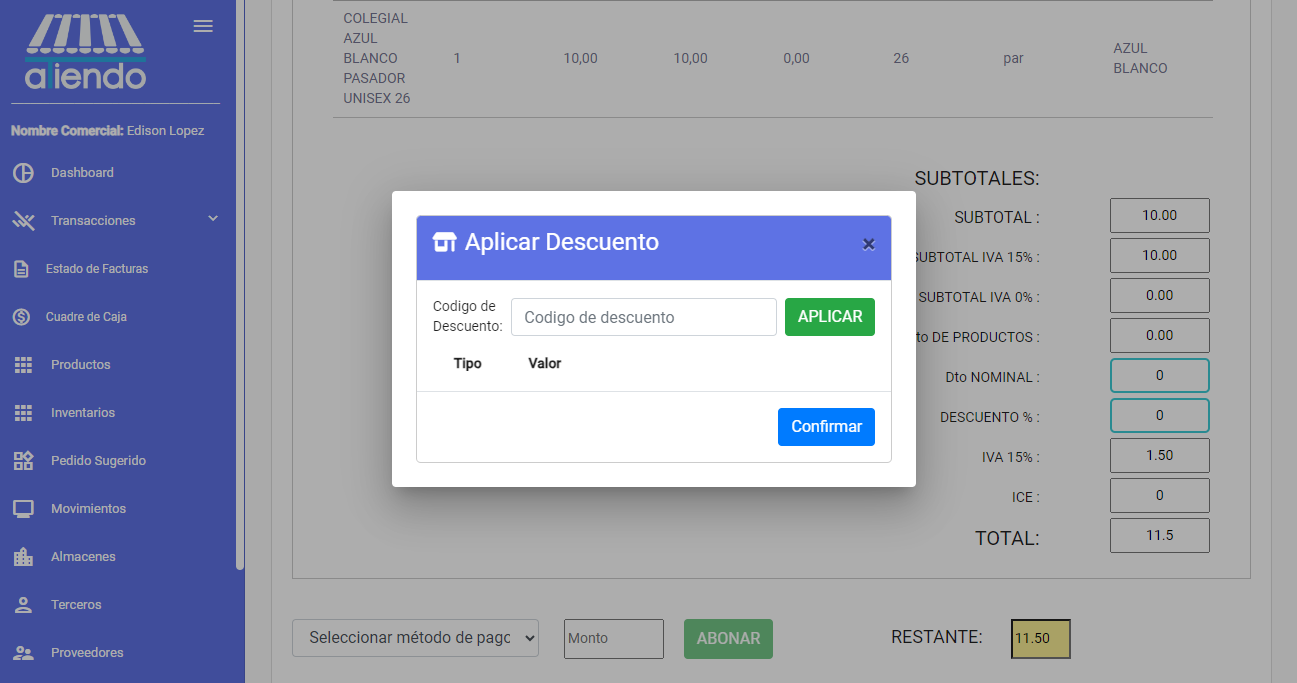 aTiendo
Nombre Comercial: Edison Lopez
Dashboard
Transacciones
Estado de Facturas
Cuadre de Caja
Productos
Inventarios
Pedido Sugerido
Movimientos
Almacenes
Terceros
Proveedores
COLEGIAL
AZUL
BLANCO
PASADOR
UNISEX 26
1
10,00
10,00
0,00
26
par
AZUL
BLANCO
SUBTOTALES:
SUBTOTAL :
10.00
SUBTOTAL IVA 15% :
10.00
SUBTOTAL IVA 0% :
0.00
to DE PRODUCTOS :
0.00
Dto NOMINAL :
0
DESCUENTO % :
0
IVA 15% :
1.50
ICE :
0
TOTAL:
11.5
Aplicar Descuento
×
Codigo de
Descuento:
Codigo de descuento
APLICAR
Tipo Valor
Confirmar
Seleccionar método de pago
Monto
ABONAR
RESTANTE:
11.50